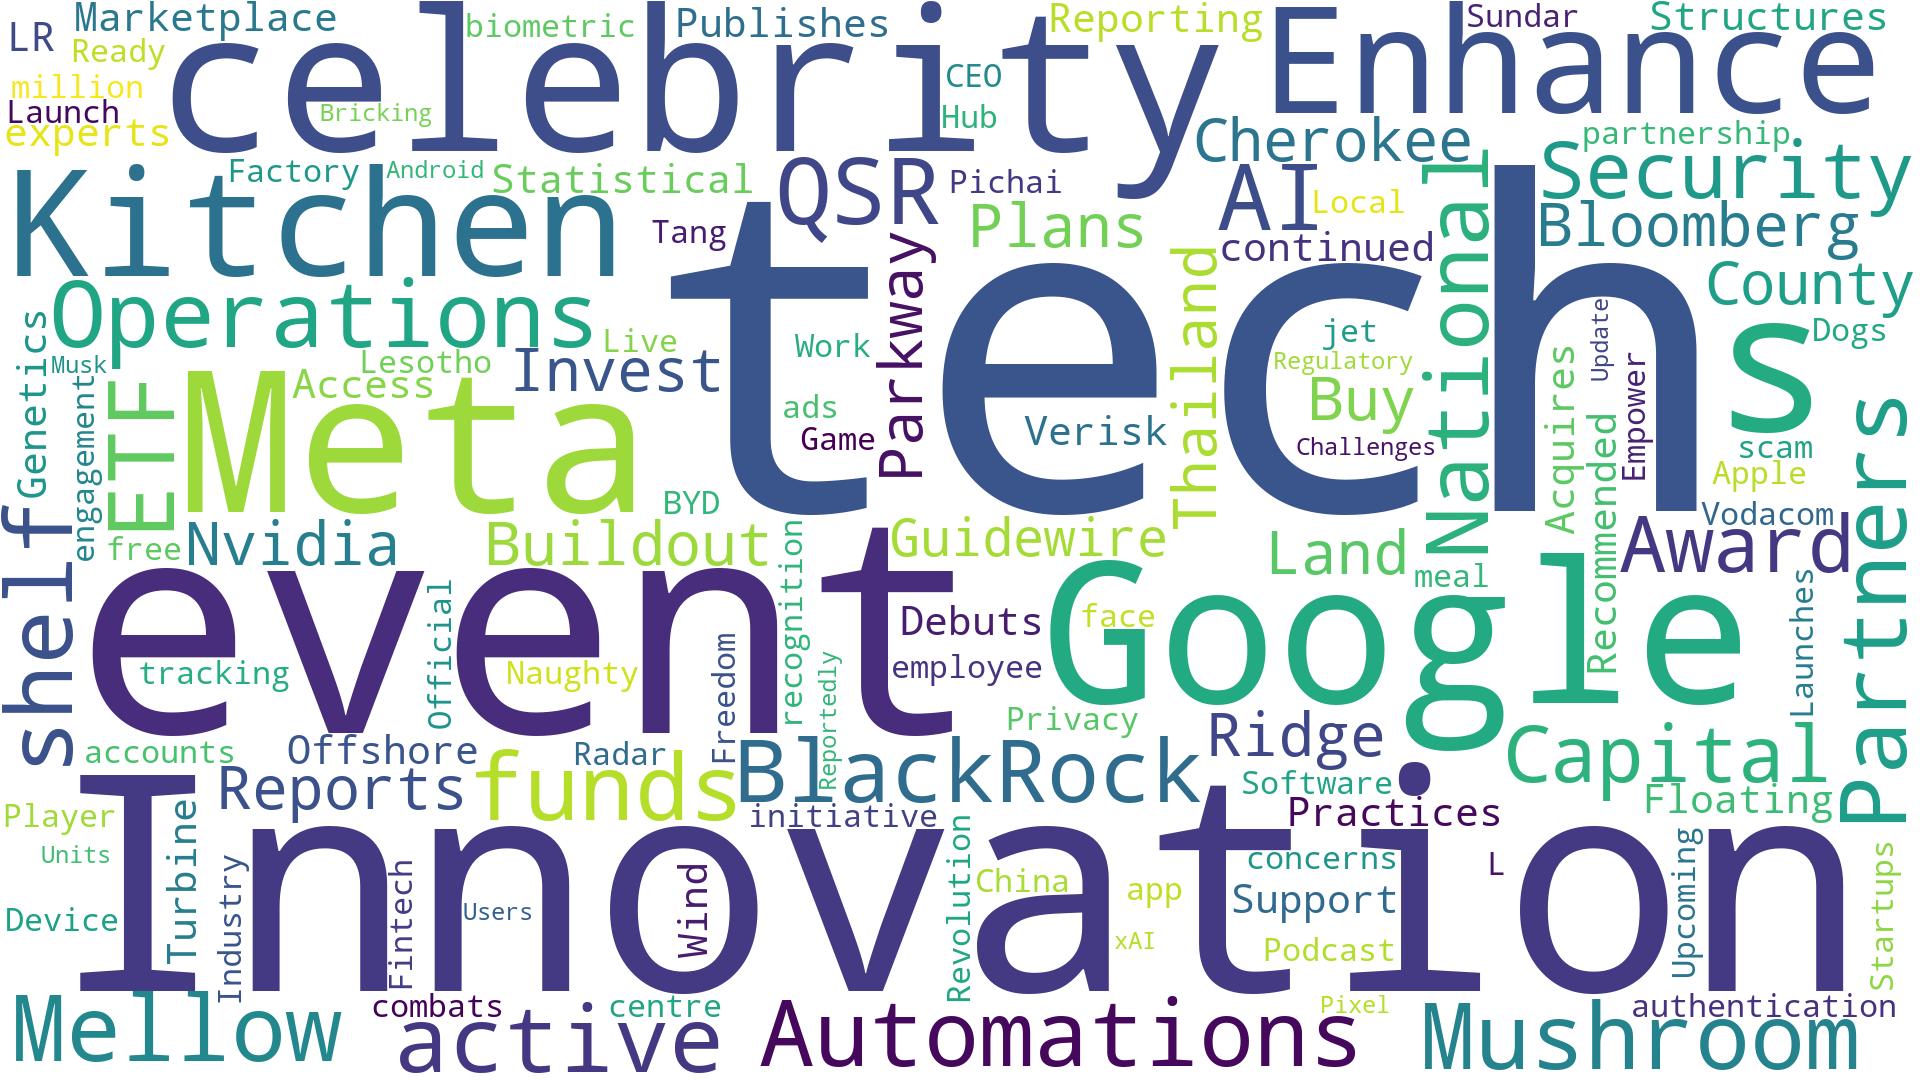 Marketplace
biometric
Publishes
Reporting
Sundar
Structures
LR
Ready
celebrity
CEO
Enhance
million
Launch
Bricking
Hub
experts
Cherokee
partnership
Factory
Android
Statistical
QSR
Pichai
AI
Local
Security
Kitchen
Tang
Plans
continued
National
Bloomberg
Operations
tech
Parkway
Thailand
County
Genetics
Musk
Live
Lesotho
Access
Invest
Work
jet
Regulatory
Update
s
Dogs
engagement
ETF
Meta
ads
Game
Verisk
Buy
Challenges
Acquires
Empower
scam
Apple
Partners
BYD
Vodacom
shelf
free
Nvidia
Buildout
recognition
Guidewire
Land
meal
Recommended
Award
event
Official
Google
Launches
Debuts
face
tracking
Naughty
Freedom
Reportedly
employee
Privacy
accounts
Offshore
Radar
BlackRock
Ridge
Capital
Reports
funds
Software
Player
initiative
Practices
Floating
Units
Turbine
Innovation
Industry
Fintech
Wind
Revolution
concerns
L
Upcoming
Startups
China
app
Support
Device
Users
xAI
Podcast
Mellow
combats
centre
Pixel
authentication
active
Automations
Mushroom